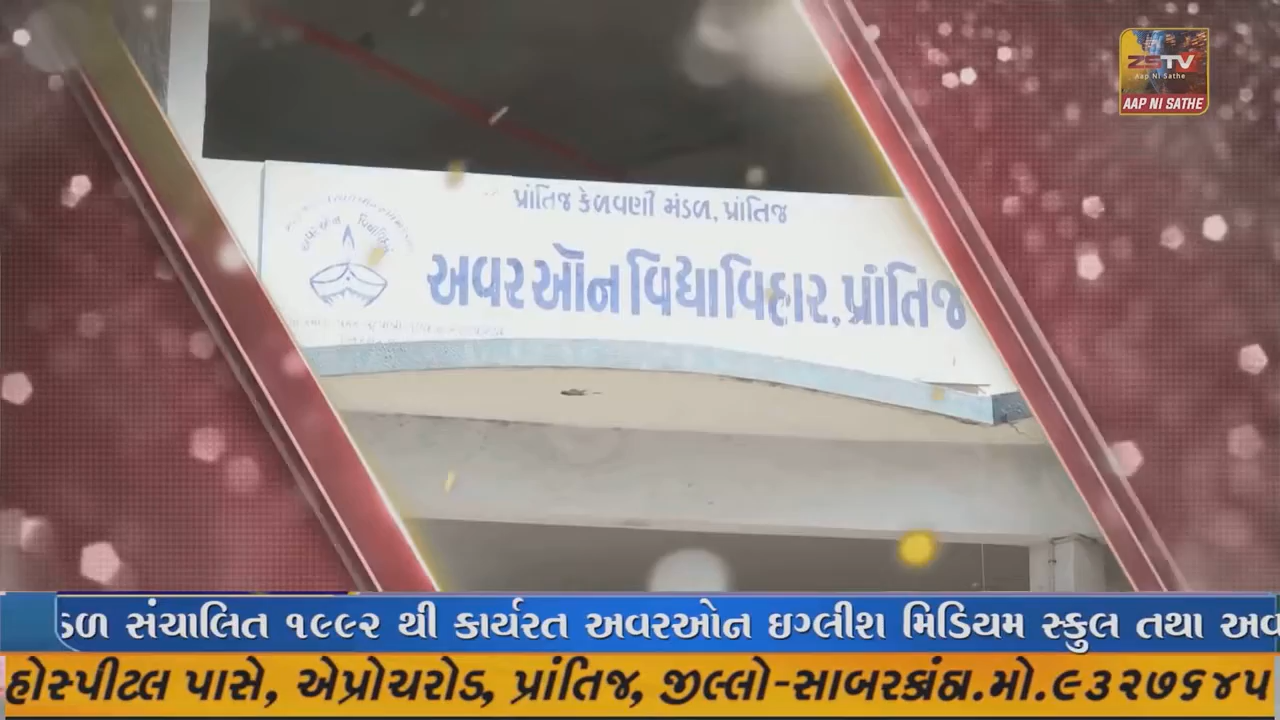 ZSTV
Aap Ni Sathe
AAP NI SATHE
પ્રાંતિજ કેળવણી મંડળ, પ્રાંતિજ
અવર ઑન વિદ્યાવિહાર, પ્રાંતિજ
ડળ સંચાલિત ૧૯૯૨ થી કાર્યરત અવરઓન ઇગ્લીશ મિડિયમ સ્કુલ તથા અવ
હોસ્પીટલ પાસે, એપ્રોચરોડ, પ્રાંતિજ, જીલ્લો-સાબરકાંઠા.મો.૯૩૨૭૬૪૫